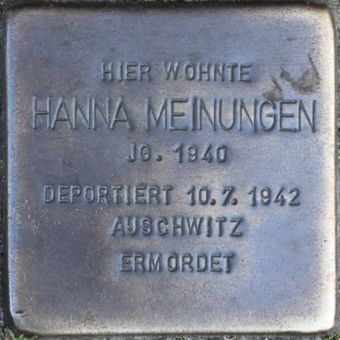 HIER WOHNTE
HANNA MEINUNGEN
JG. 1940
DEPORTIERT 10.7.1942
AUSCHWITZ
ERMORDET